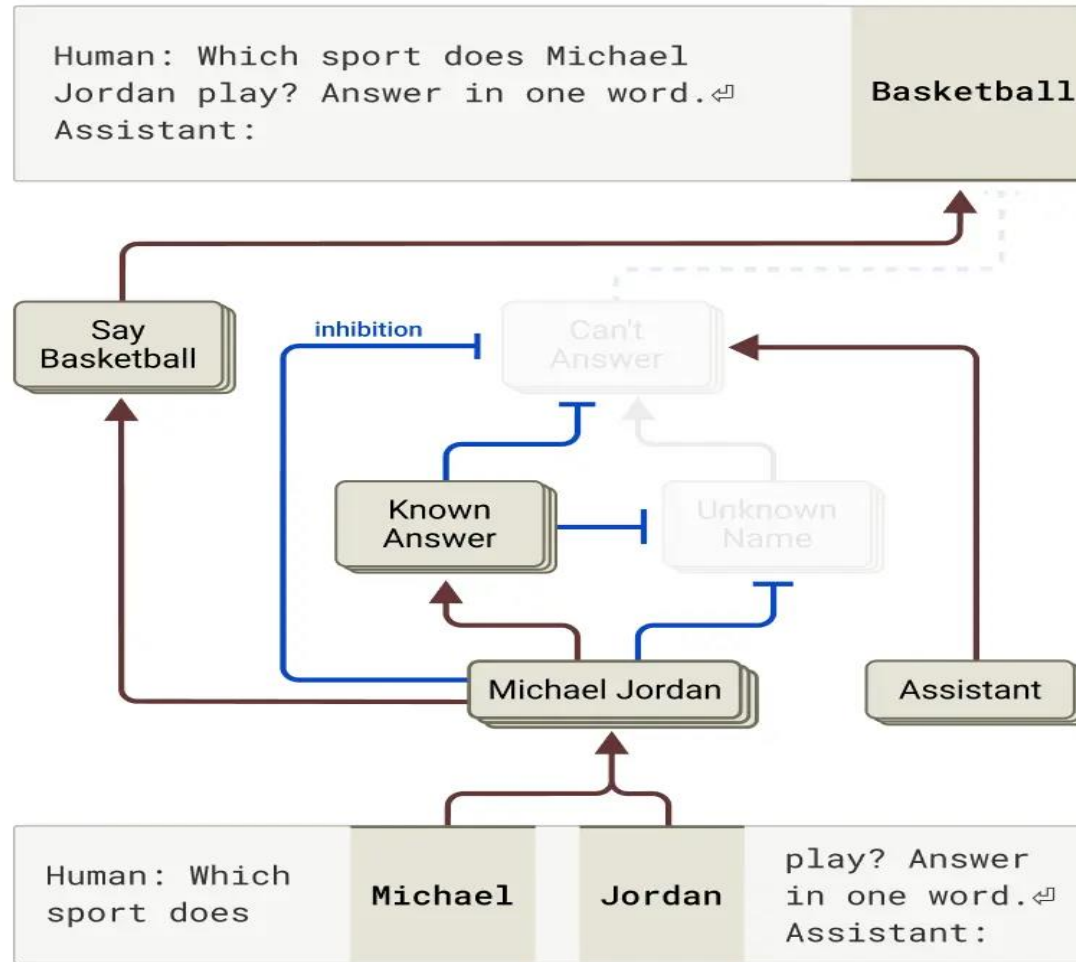 Human: Which sport does Michael
Jordan play? Answer in one word.⏎
Assistant:
Basketball
Say
Basketball
inhibition
Can't
Answer
Known
Answer
Unknown
Name
Michael Jordan
Assistant
Human: Which
sport does
Michael
Jordan
play? Answer
in one word.⏎
Assistant: